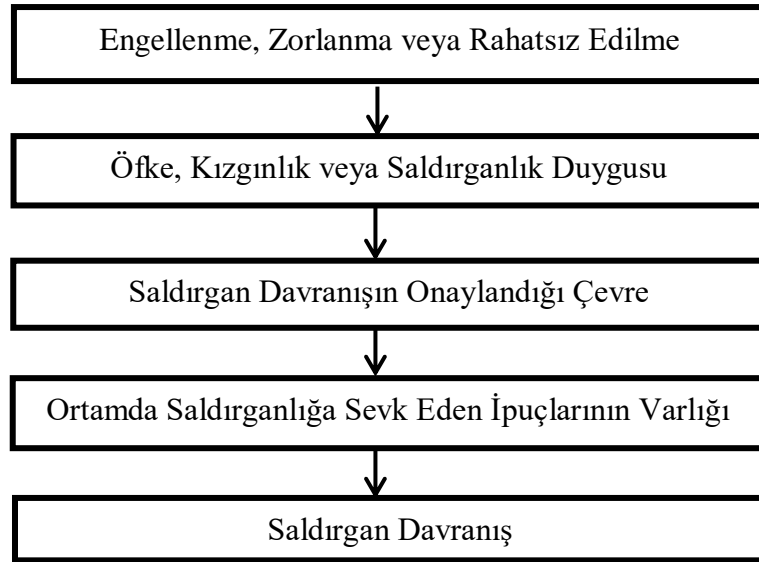 Engellenme, Zorlanma veya Rahatsız Edilme
Öfke, Kızgınlık veya Saldırganlık Duygusu
Saldırgan Davranışın Onaylandığı Çevre
Ortamda Saldırganlığa Sevk Eden İpuçlarının Varlığı
Saldırgan Davranış